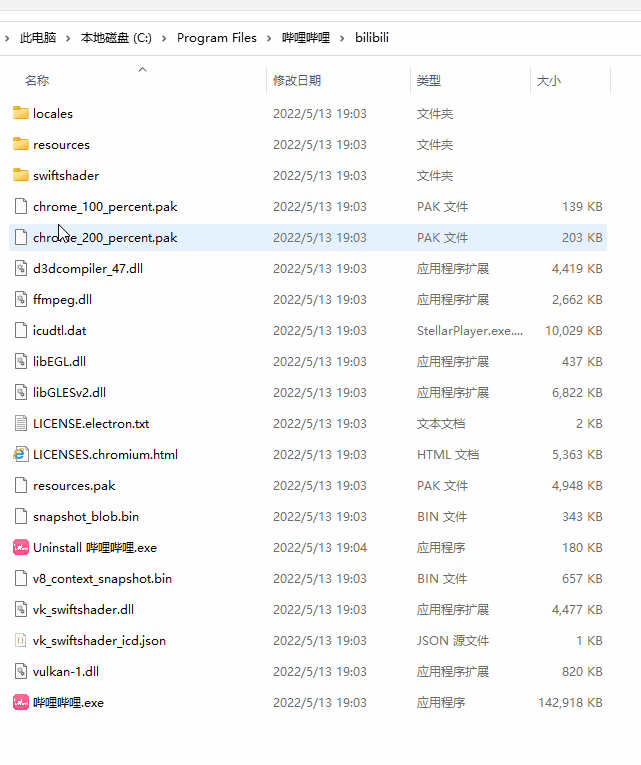 此电脑 本地磁盘 (C:) Program Files 哔哩哔哩 bilibili
名称 修改日期 类型 大小
locales 2022/5/13 19:03 文件夹
resources 2022/5/13 19:03 文件夹
swiftshader 2022/5/13 19:03 文件夹
chrome_100_percent.pak 2022/5/13 19:03 PAK 文件 139 KB
chrome_200_percent.pak 2022/5/13 19:03 PAK 文件 203 KB
d3dcompiler_47.dll 2022/5/13 19:03 应用程序扩展 4,419 KB
ffmpeg.dll 2022/5/13 19:03 应用程序扩展 2,662 KB
icudtl.dat 2022/5/13 19:03 StellarPlayer.exe.... 10,029 KB
libEGL.dll 2022/5/13 19:03 应用程序扩展 437 KB
libGLESv2.dll 2022/5/13 19:03 应用程序扩展 6,822 KB
LICENSE.electron.txt 2022/5/13 19:03 文本文档 2 KB
LICENSES.chromium.html 2022/5/13 19:03 HTML 文档 5,363 KB
resources.pak 2022/5/13 19:03 PAK 文件 4,948 KB
snapshot_blob.bin 2022/5/13 19:03 BIN 文件 343 KB
Uninstall 哔哩哔哩.exe 2022/5/13 19:04 应用程序 180 KB
v8_context_snapshot.bin 2022/5/13 19:03 BIN 文件 657 KB
vk_swiftshader.dll 2022/5/13 19:03 应用程序扩展 4,477 KB
vk_swiftshader_icd.json 2022/5/13 19:03 JSON 源文件 1 KB
vulkan-1.dll 2022/5/13 19:03 应用程序扩展 820 KB
哔哩哔哩.exe 2022/5/13 19:03 应用程序 142,918 KB